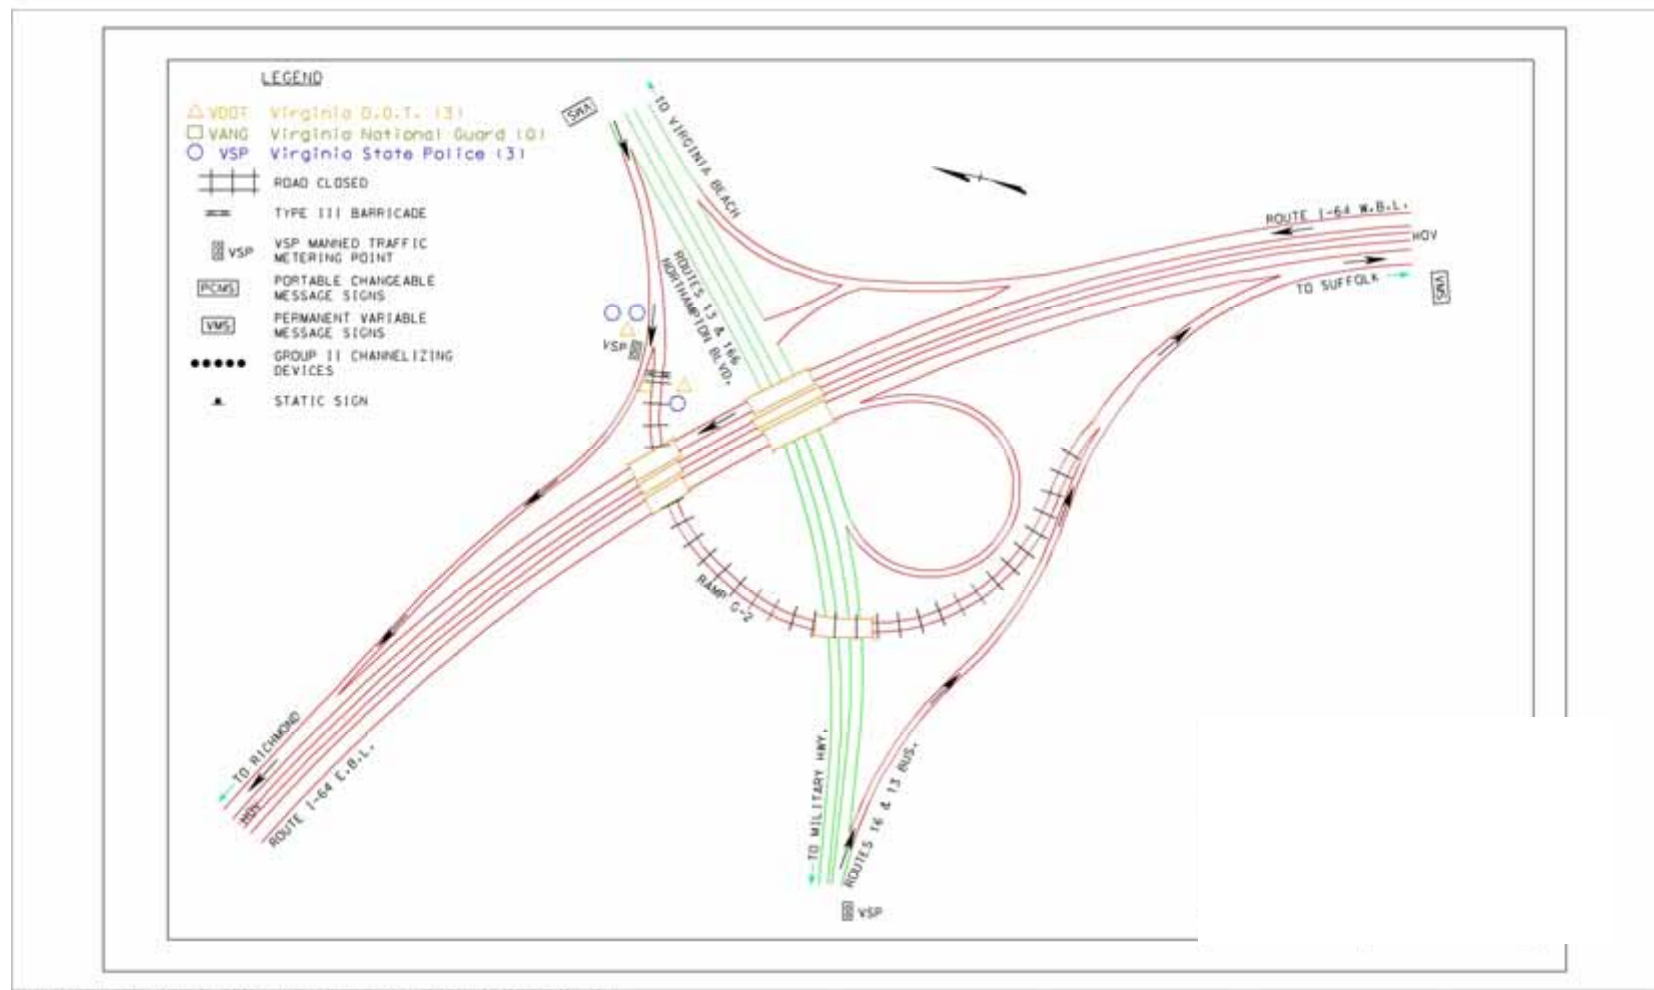 LEGEND
VDOT Virginia D.O.T. (3)
VANG Virginia National Guard (0)
VSP Virginia State Police (3)
ROAD CLOSED
TYPE III BARRICADE
VSP VSP MANNED TRAFFIC
METERING POINT
PCMS PORTABLE CHANGEABLE
MESSAGE SIGNS
VMS PERMANENT VARIABLE
MESSAGE SIGNS
GROUP II CHANNELIZING
DEVICES
STATIC SIGN
VMS
TO VIRGINIA BEACH
ROUTES 13 & 166
NORTHAMPTON BLVD.
ROUTE I-64 W.B.L.
HOV
TO SUFFOLK
VMS
VSP
RAMP G-2
TO RICHMOND
HOV
ROUTE I-64 E.B.L.
TO MILITARY HWY.
ROUTES 16 & 13 BUS.
VSP